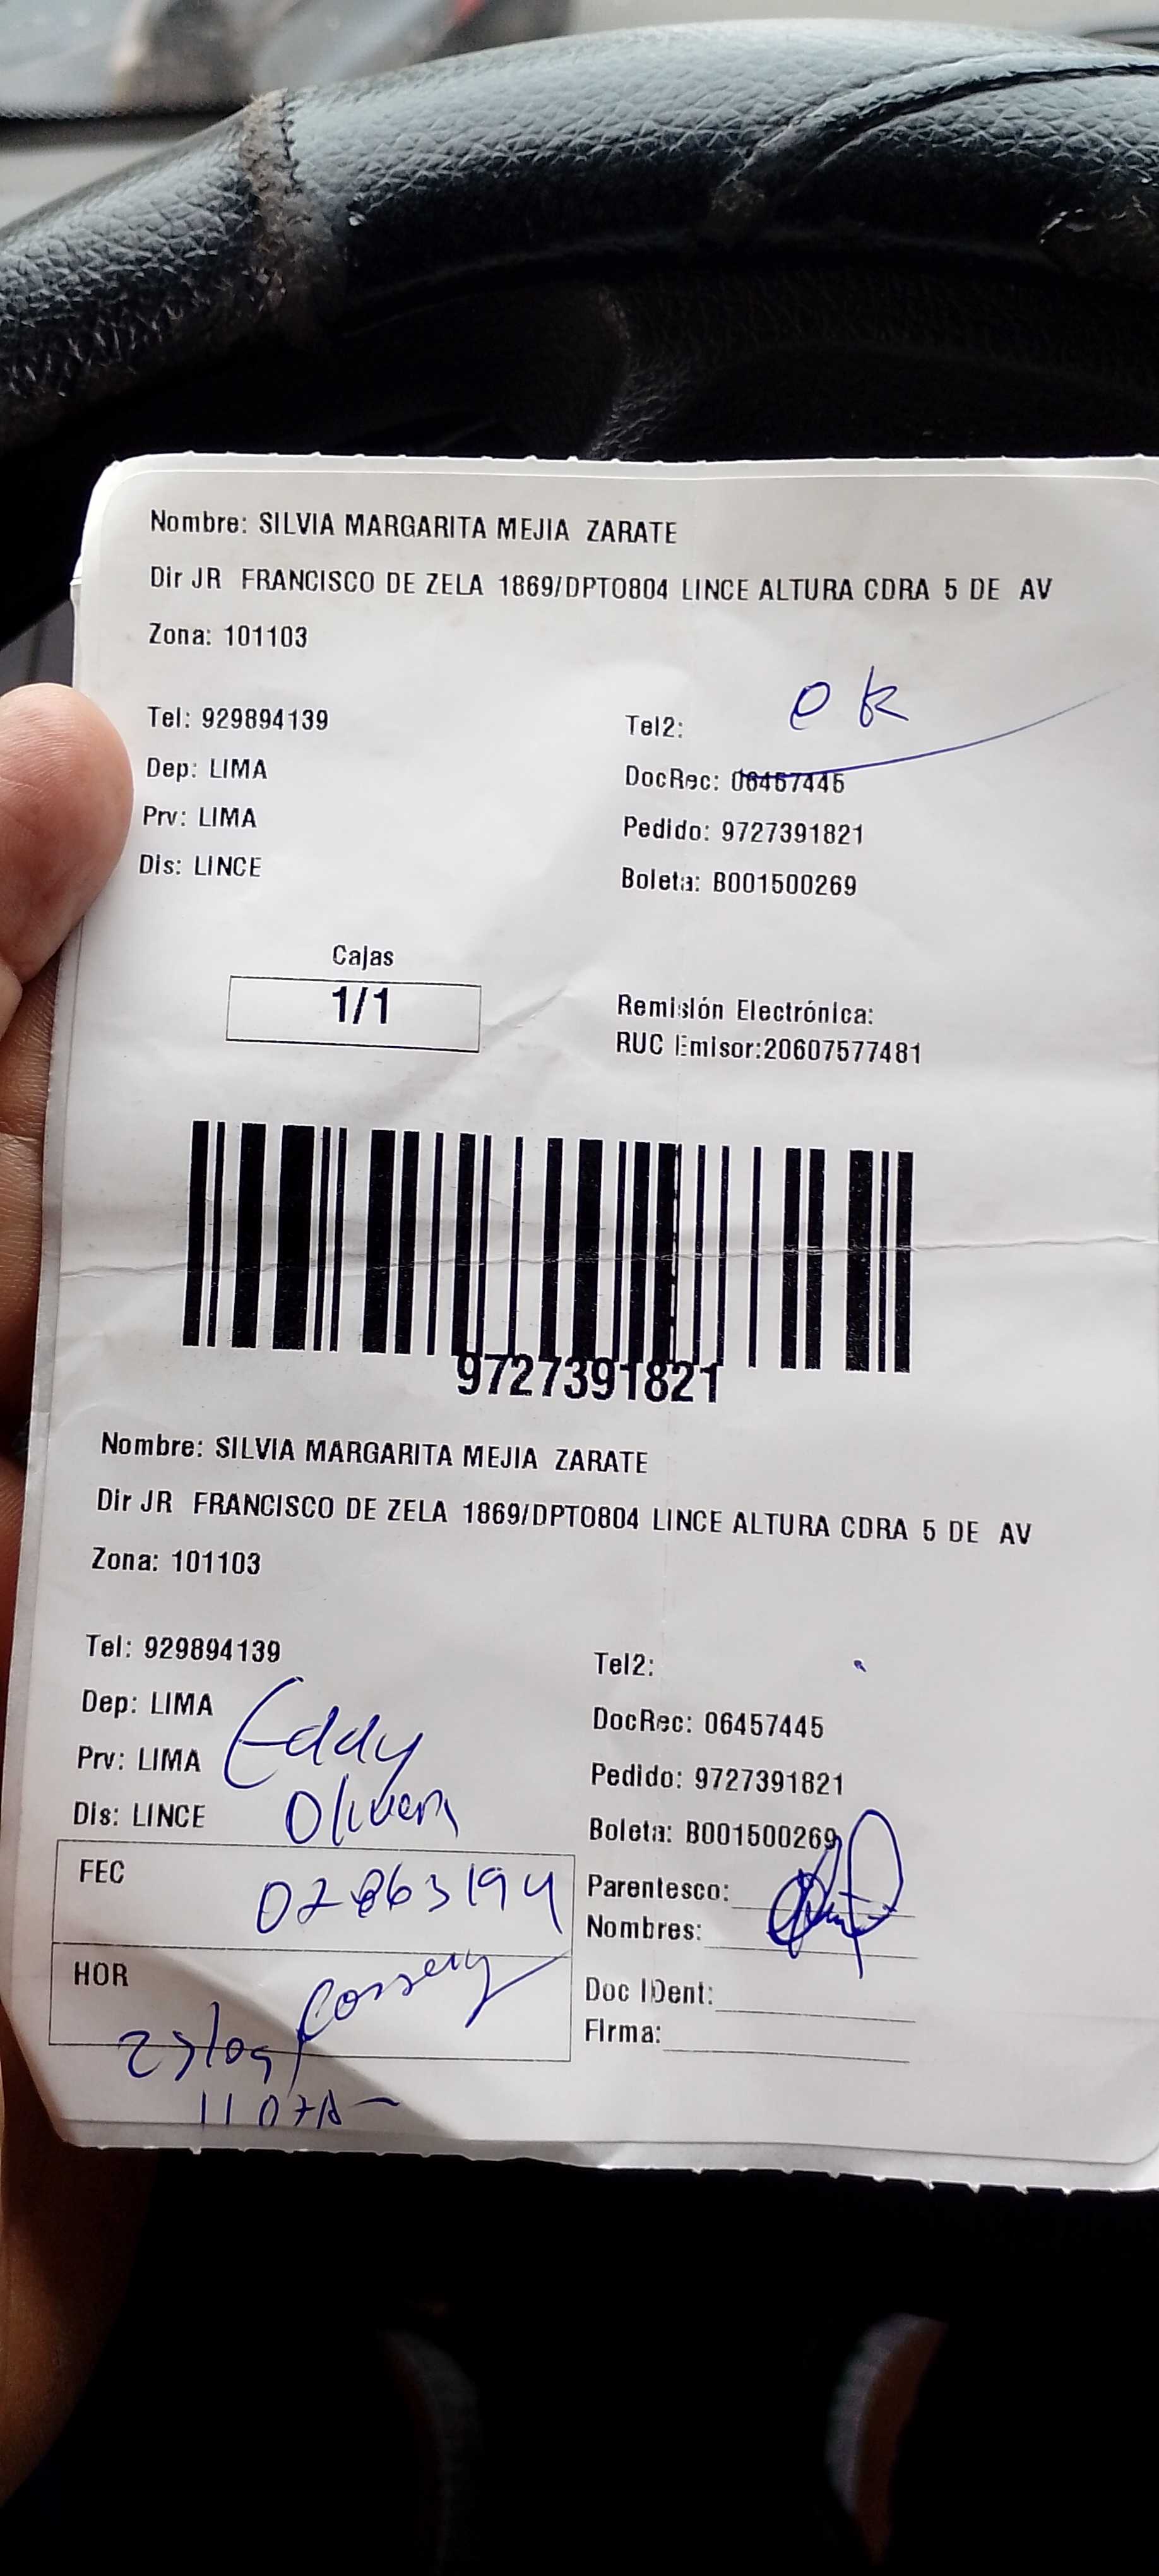 Nombre: SILVIA MARGARITA MEJIA ZARATE
Dir JR FRANCISCO DE ZELA 1869/DPTO804 LINCE ALTURA CDRA 5 DE AV
Zona: 101103
ok
Tel: 929894139 Tel2:
Dep: LIMA DocRec: 06457445
Prv: LIMA Pedido: 9727391821
Dis: LINCE Boleta: B001500269
Cajas
1/1
Remisión Electrónica:
RUC Emisor:20607577481
9727391821
Nombre: SILVIA MARGARITA MEJIA ZARATE
Dir JR FRANCISCO DE ZELA 1869/DPTO804 LINCE ALTURA CDRA 5 DE AV
Zona: 101103
Tel: 929894139 Tel2:
Dep: LIMA DocRec: 06457445
Prv: LIMA Pedido: 9727391821
Dis: LINCE Boleta: B001500269
Eddy
FEC
Parentesco:
Nombres:
HOR
Doc IDent:
Firma: